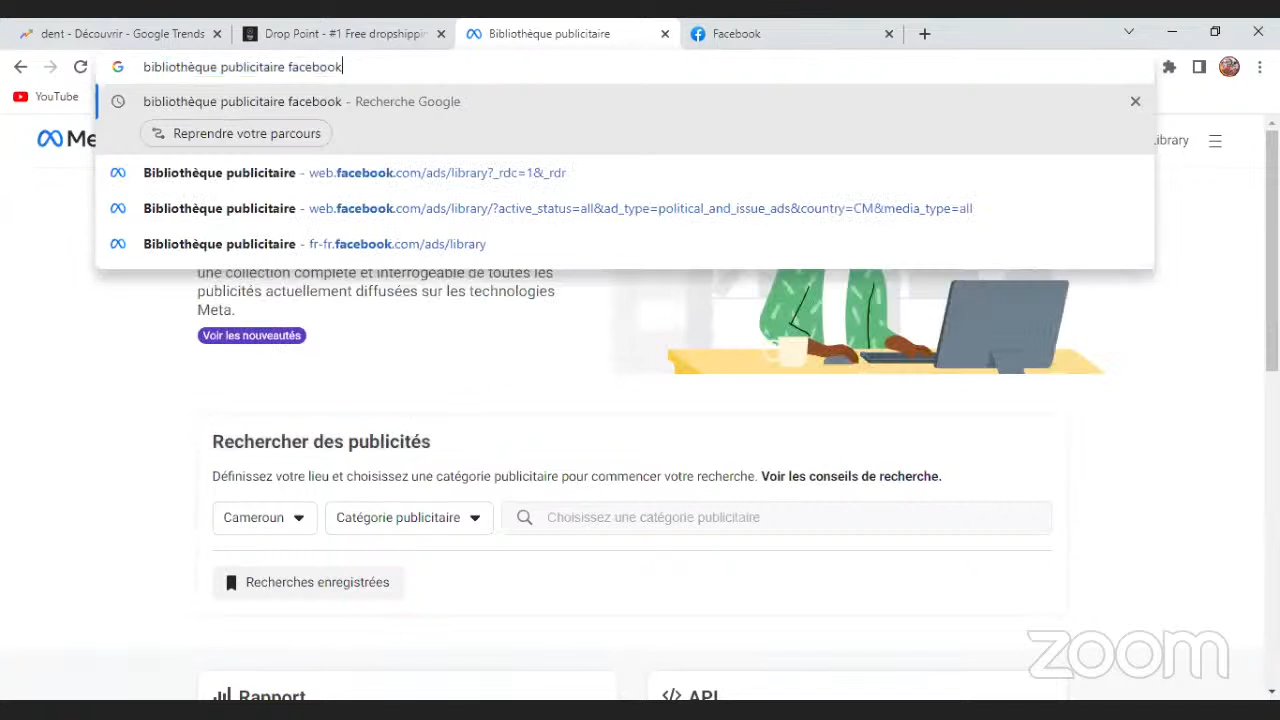 dent - Découvrir - Google Trends
Drop Point - #1 Free dropshippin
Bibliothèque publicitaire
Facebook
bibliothèque publicitaire facebook
YouTube
bibliothèque publicitaire facebook - Recherche Google
Reprendre votre parcours
Me
ibrary
Bibliothèque publicitaire - web.facebook.com/ads/library?_rdc=1&_rdr
Bibliothèque publicitaire - web.facebook.com/ads/library/?active_status=all&ad_type=political_and_issue_ads&country=CM&media_type=all
Bibliothèque publicitaire - fr-fr.facebook.com/ads/library
une collection complète et interrogeable de toutes les
publicités actuellement diffusées sur les technologies
Meta.
Voir les nouveautés
Rechercher des publicités
Définissez votre lieu et choisissez une catégorie publicitaire pour commencer votre recherche. Voir les conseils de recherche.
Cameroun
Catégorie publicitaire
Choisissez une catégorie publicitaire
Recherches enregistrées
zoom
Rapport
</> API